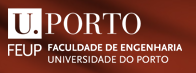 U. PORTO
FEUP FACULDADE DE ENGENHARIA
UNIVERSIDADE DO PORTO